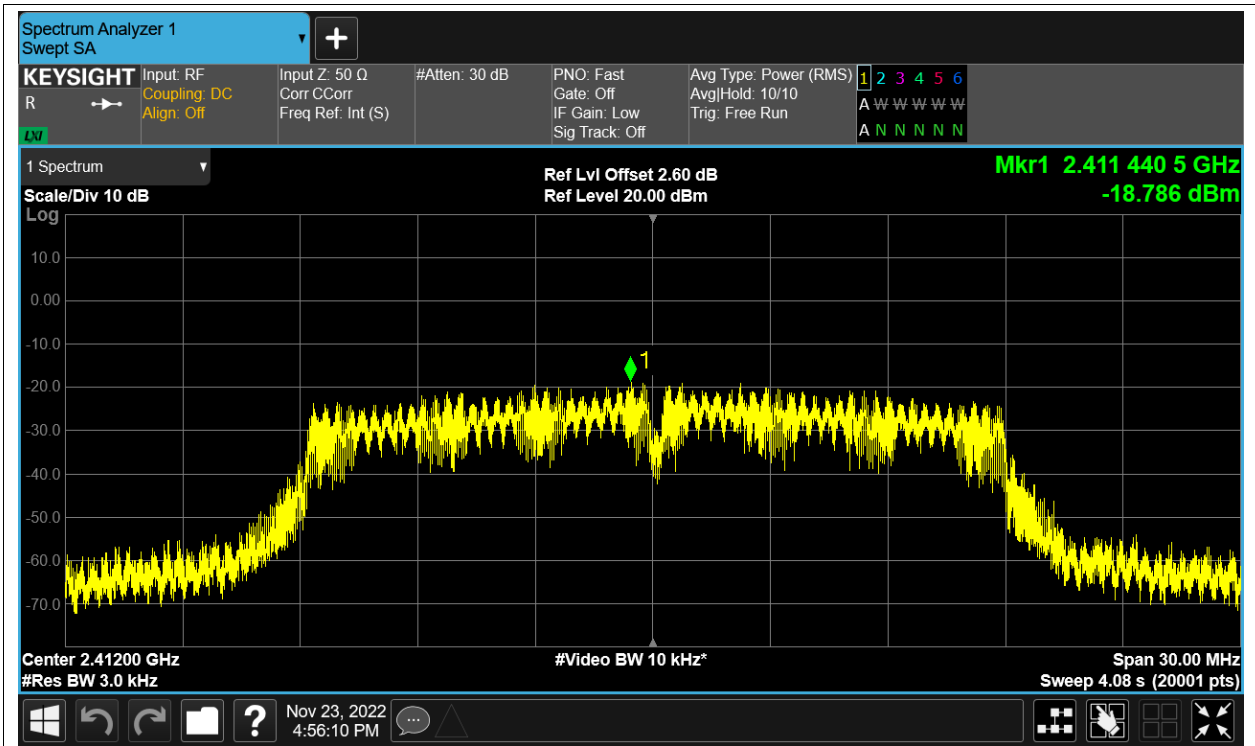 Spectrum Analyzer 1
Swept SA
+
KEYSIGHT
R
LXI
Input: RF
Coupling: DC
Align: Off
Input Z: 50 Ω
Corr CCorr
Freq Ref: Int (S)
#Atten: 30 dB
PNO: Fast
Gate: Off
IF Gain: Low
Sig Track: Off
Avg Type: Power (RMS)
Avg|Hold: 10/10
Trig: Free Run
1 2 3 4 5 6
A W W W W W
A N N N N N
1 Spectrum
Scale/Div 10 dB
Log
Ref Lvl Offset 2.60 dB
Ref Level 20.00 dBm
Mkr1 2.411 440 5 GHz
-18.786 dBm
10.0
0.00
-10.0
1
-20.0
-30.0
-40.0
-50.0
-60.0
-70.0
Center 2.41200 GHz
#Res BW 3.0 kHz
#Video BW 10 kHz*
Span 30.00 MHz
Sweep 4.08 s (20001 pts)
?
Nov 23, 2022
4:56:10 PM